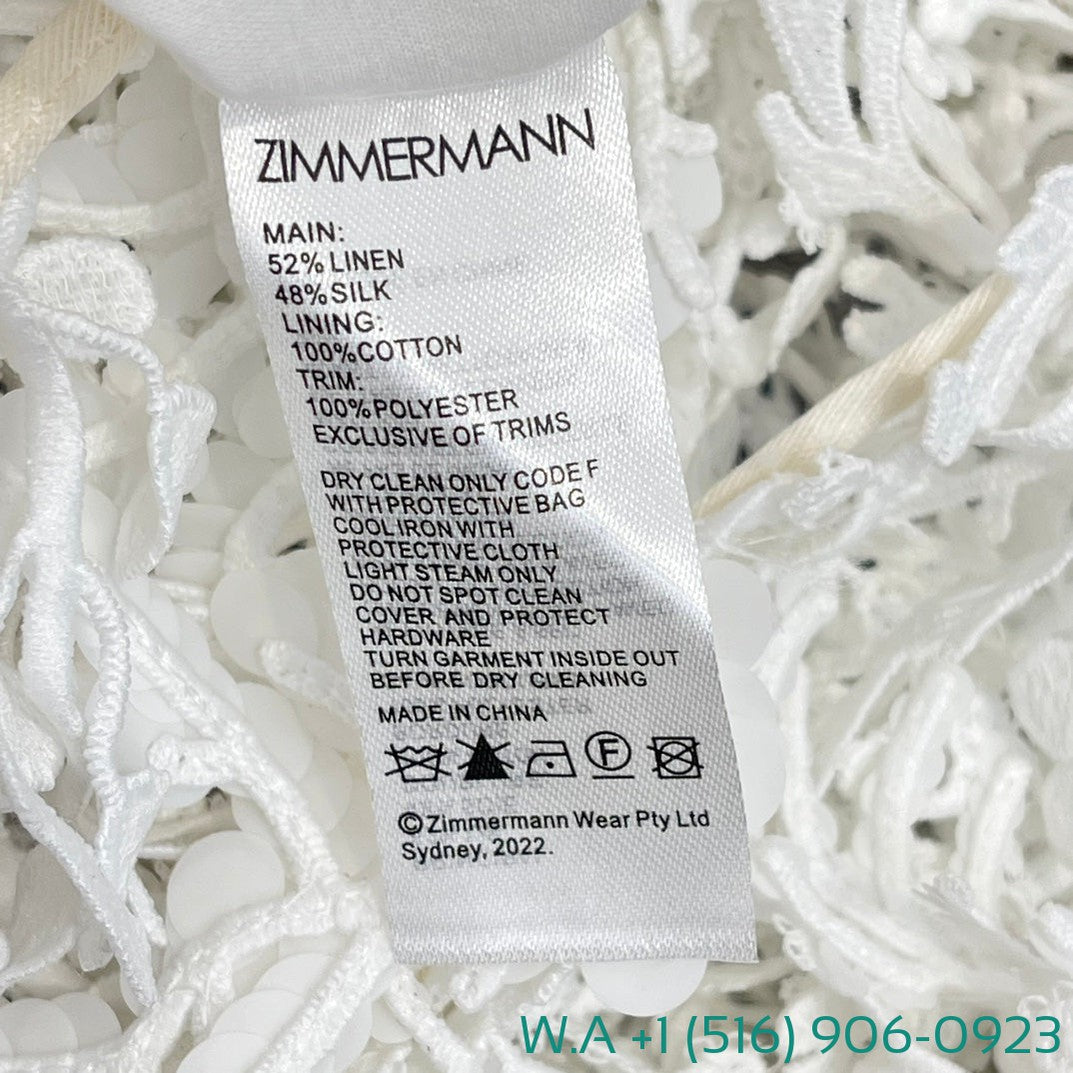 ZIMMERMANN
MAIN:
52% LINEN
48% SILK
LINING:
100% COTTON
TRIM:
100% POLYESTER
EXCLUSIVE OF TRIMS
DRY CLEAN ONLY CODE F
WITH PROTECTIVE BAG
COOL IRON WITH
PROTECTIVE CLOTH
LIGHT STEAM ONLY
DO NOT SPOT CLEAN
COVER AND PROTECT
HARDWARE
TURN GARMENT INSIDE OUT
BEFORE DRY CLEANING
MADE IN CHINA
F
©Zimmermann Wear Pty Ltd
Sydney, 2022.
W.A +1 (516) 906-0923